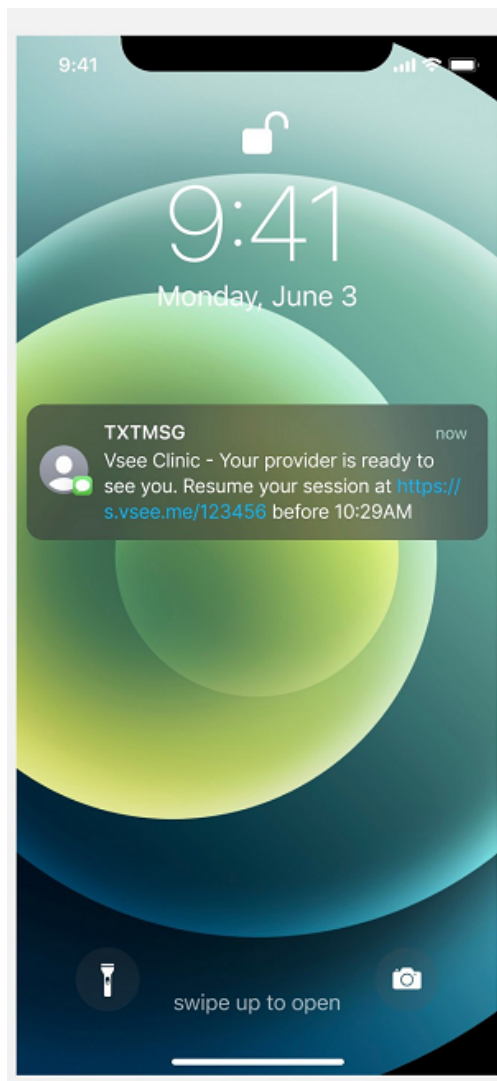 9:41
9:41
Monday, June 3
TXTMSG now
Vsee Clinic - Your provider is ready to
see you. Resume your session at https://
s.vsee.me/123456 before 10:29AM
swipe up to open